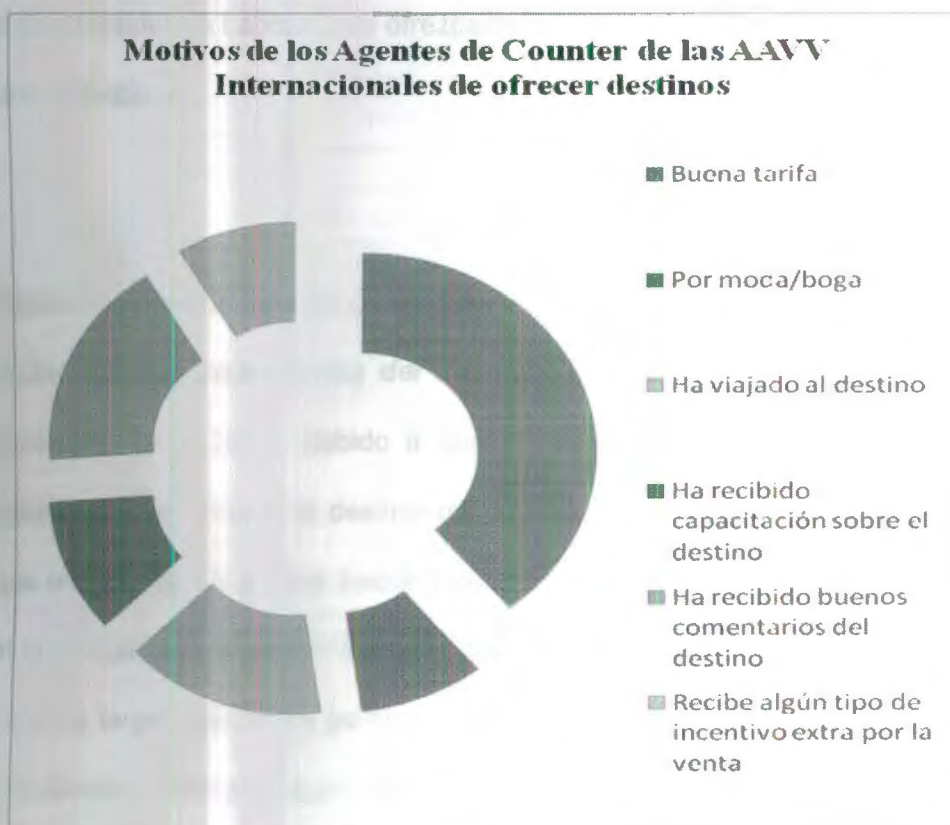 Motivos de los Agentes de Counter de las AAVV
Internacionales de ofrecer destinos
Buena tarifa
Por moca/boga
Ha viajado al destino
Ha recibido
capacitación sobre el
destino
Ha recibido buenos
comentarios del
destino
Recibe algún tipo de
incentivo extra por la
venta